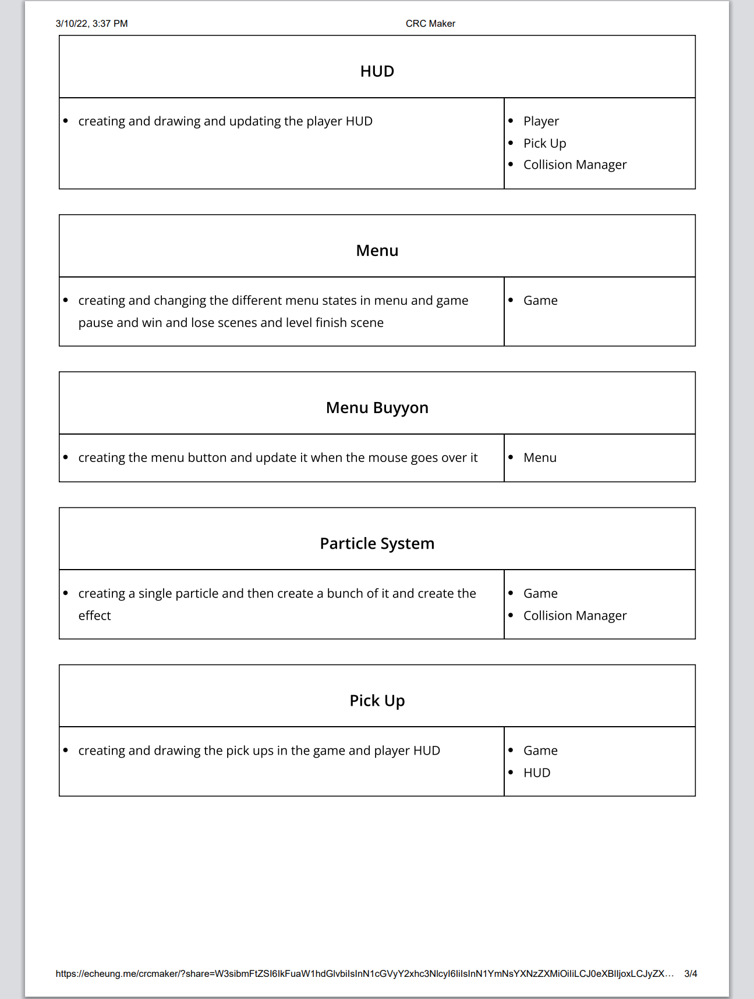 3/10/22, 3:37 PM
CRC Maker
HUD
• creating and drawing and updating the player HUD
• Player
• Pick Up
• Collision Manager
Menu
• creating and changing the different menu states in menu and game
pause and win and lose scenes and level finish scene
• Game
Menu Buyyon
• creating the menu button and update it when the mouse goes over it
• Menu
Particle System
• creating a single particle and then create a bunch of it and create the
effect
• Game
• Collision Manager
Pick Up
• creating and drawing the pick ups in the game and player HUD
• Game
• HUD
https://echeung.me/crcmaker/?share=W3sibmFtZSI6IkFuaW1hdGlvbiIsInN1cGVyY2xhc3NlcyI6IiIsInN1YmNsYXNzZXMiOiIiLCJ0eXBlIjoxLCJyZX…
3/4